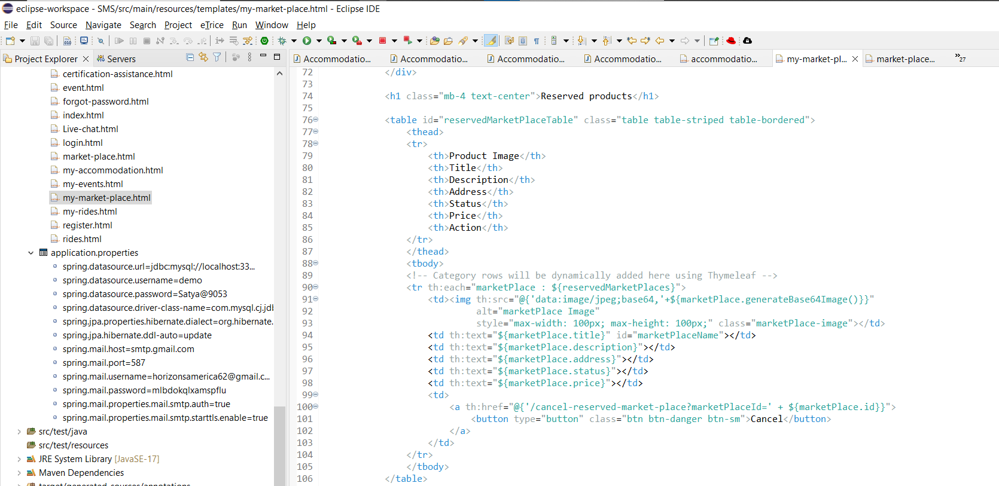 eclipse-workspace - SMS/src/main/resources/templates/my-market-place.html - Eclipse IDE
File Edit Source Navigate Search Project eTrice Run Window Help
Project Explorer
Servers
Accommodatio...
Accommodatio...
Accommodatio...
Accommodatio...
accommodatio...
my-market-pl...
market-place...
27
certification-assistance.html
event.html
forgot-password.html
index.html
Live-chat.html
login.html
market-place.html
my-accommodation.html
my-events.html
my-market-place.html
my-rides.html
register.html
rides.html
application.properties
spring.datasource.url=jdbc:mysql://localhost:33...
spring.datasource.username=demo
spring.datasource.password=Satya@9053
spring.datasource.driver-class-name=com.mysql.cj.jdb
spring.jpa.properties.hibernate.dialect=org.hibernate.
spring.jpa.hibernate.ddl-auto=update
spring.mail.host=smtp.gmail.com
spring.mail.port=587
spring.mail.username=horizonsamerica62@gmail.c...
spring.mail.password=mlbdokqlxamspflu
spring.mail.properties.mail.smtp.auth=true
spring.mail.properties.mail.smtp.starttls.enable=true
src/test/java
src/test/resources
JRE System Library [JavaSE-17]
Maven Dependencies
target/generated-sources/annotations
72 </div>
73
74 <h1 class="mb-4 text-center">Reserved products</h1>
75
76 <table id="reservedMarketPlaceTable" class="table table-striped table-bordered">
77 <thead>
78 <tr>
79 <th>Product Image</th>
80 <th>Title</th>
81 <th>Description</th>
82 <th>Address</th>
83 <th>Status</th>
84 <th>Price</th>
85 <th>Action</th>
86 </tr>
87 </thead>
88 <tbody>
89 <!-- Category rows will be dynamically added here using Thymeleaf -->
90 <tr th:each="marketPlace : ${reservedMarketPlaces}">
91 <td><img th:src="@{'data:image/jpeg;base64,'+${marketPlace.generateBase64Image()}}"
92 alt="marketPlace Image"
93 style="max-width: 100px; max-height: 100px;" class="marketPlace-image"></td>
94 <td th:text="${marketPlace.title}" id="marketPlaceName"></td>
95 <td th:text="${marketPlace.description}"></td>
96 <td th:text="${marketPlace.address}"></td>
97 <td th:text="${marketPlace.status}"></td>
98 <td th:text="${marketPlace.price}"></td>
99 <td>
100 <a th:href="@{'/cancel-reserved-market-place?marketPlaceId=' + ${marketPlace.id}}">
101 <button type="button" class="btn btn-danger btn-sm">Cancel</button>
102 </a>
103 </td>
104 </tr>
105 </tbody>
106 </table>